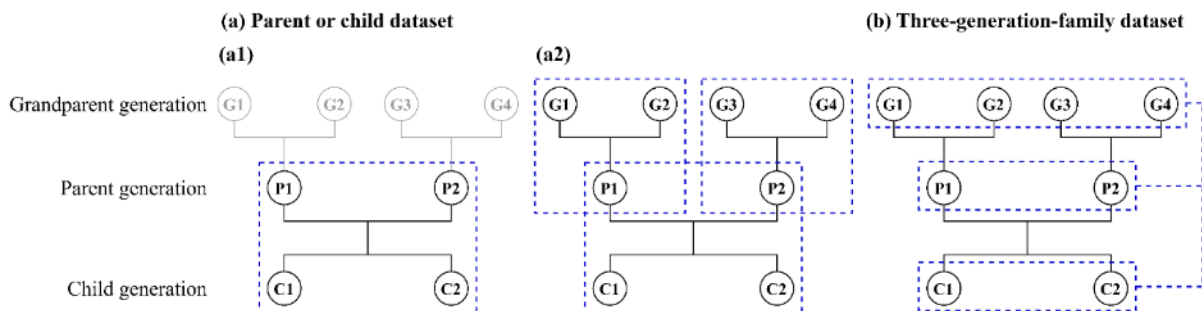 (a) Parent or child dataset
(b) Three-generation-family dataset
(a1)
(a2)
Grandparent generation
G1 G2 G3 G4
G1 G2 G3 G4
G1 G2 G3 G4
Parent generation
P1 P2
P1 P2
P1 P2
Child generation
C1 C2
C1 C2
C1 C2